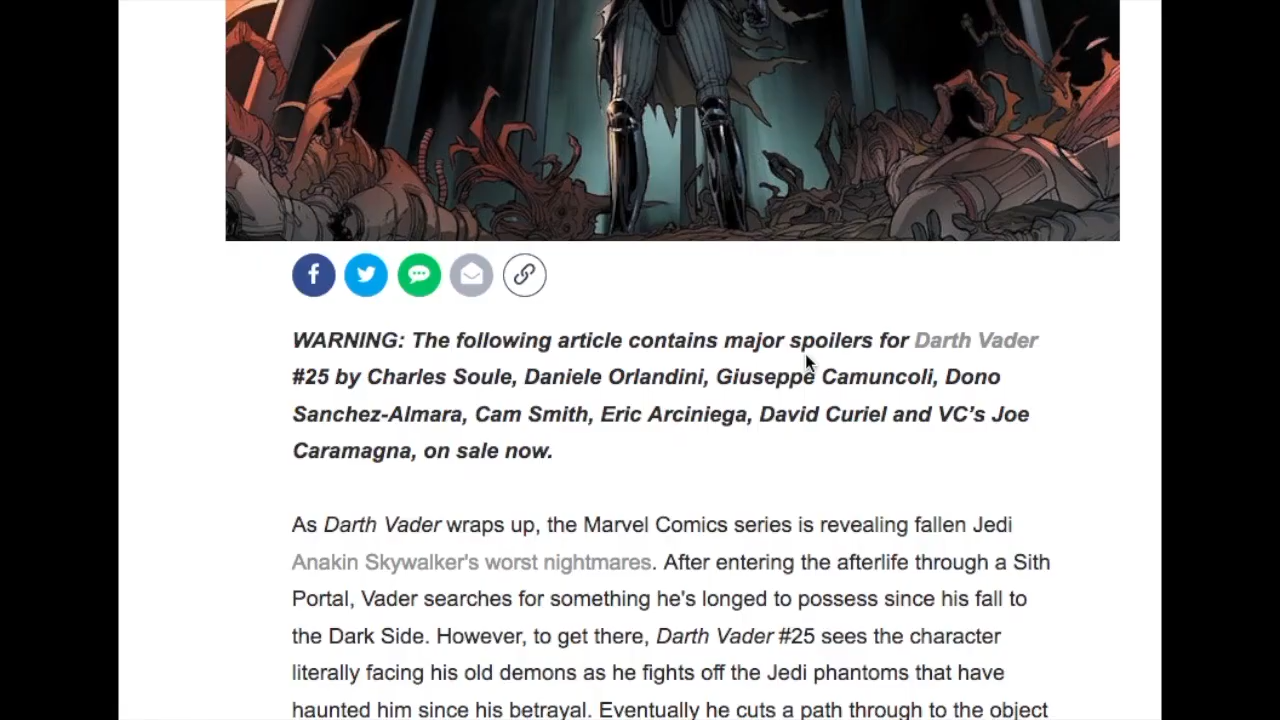 WARNING: The following article contains major spoilers for Darth Vader
#25 by Charles Soule, Daniele Orlandini, Giuseppe Camuncoli, Dono
Sanchez-Almara, Cam Smith, Eric Arciniega, David Curiel and VC’s Joe
Caramagna, on sale now.
As Darth Vader wraps up, the Marvel Comics series is revealing fallen Jedi
Anakin Skywalker's worst nightmares. After entering the afterlife through a Sith
Portal, Vader searches for something he's longed to possess since his fall to
the Dark Side. However, to get there, Darth Vader #25 sees the character
literally facing his old demons as he fights off the Jedi phantoms that have
haunted him since his betrayal. Eventually he cuts a path through to the object